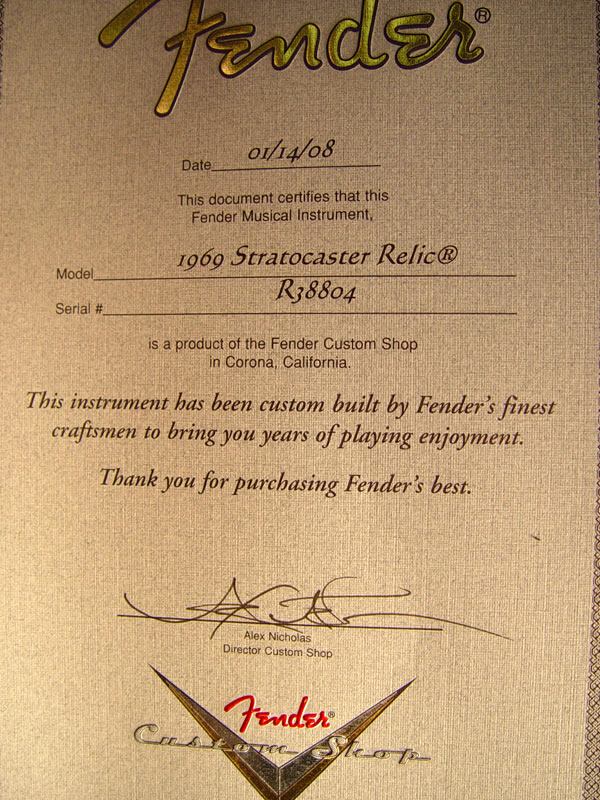 Fender®
Date 01/14/08
This document certifies that this
Fender Musical Instrument,
Model 1969 Stratocaster Relic®
Serial # R38804
is a product of the Fender Custom Shop
in Corona, California.
This instrument has been custom built by Fender's finest
craftsmen to bring you years of playing enjoyment.
Thank you for purchasing Fender's best.
Alex Nicholas
Director Custom Shop
Fender®
Custom Shop